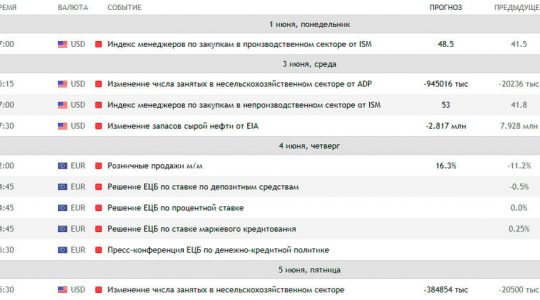 РЕМЯ ВАЛЮТА СОБЫТИЕ ПРОГНОЗ ПРЕДЫДУЩЕ
1 июня, понедельник
7:00 USD Индекс менеджеров по закупкам в производственном секторе от ISM 48.5 41.5
3 июня, среда
5:15 USD Изменение числа занятых в несельскохозяйственном секторе от ADP -945016 тыс -20236 тыс
7:00 USD Индекс менеджеров по закупкам в непроизводственном секторе от ISM 53 41.8
7:30 USD Изменение запасов сырой нефти от EIA -2.817 млн 7.928 млн
4 июня, четверг
2:00 EUR Розничные продажи м/м 16.3% -11.2%
4:45 EUR Решение ЕЦБ по ставке по депозитным средствам -0.5%
4:45 EUR Решение ЕЦБ по процентной ставке 0.0%
4:45 EUR Решение ЕЦБ по ставке маржевого кредитования 0.25%
5:30 EUR Пресс-конференция ЕЦБ по денежно-кредитной политике
5 июня, пятница
5:30 USD Изменение числа занятых в несельскохозяйственном секторе -384854 тыс -20500 тыс